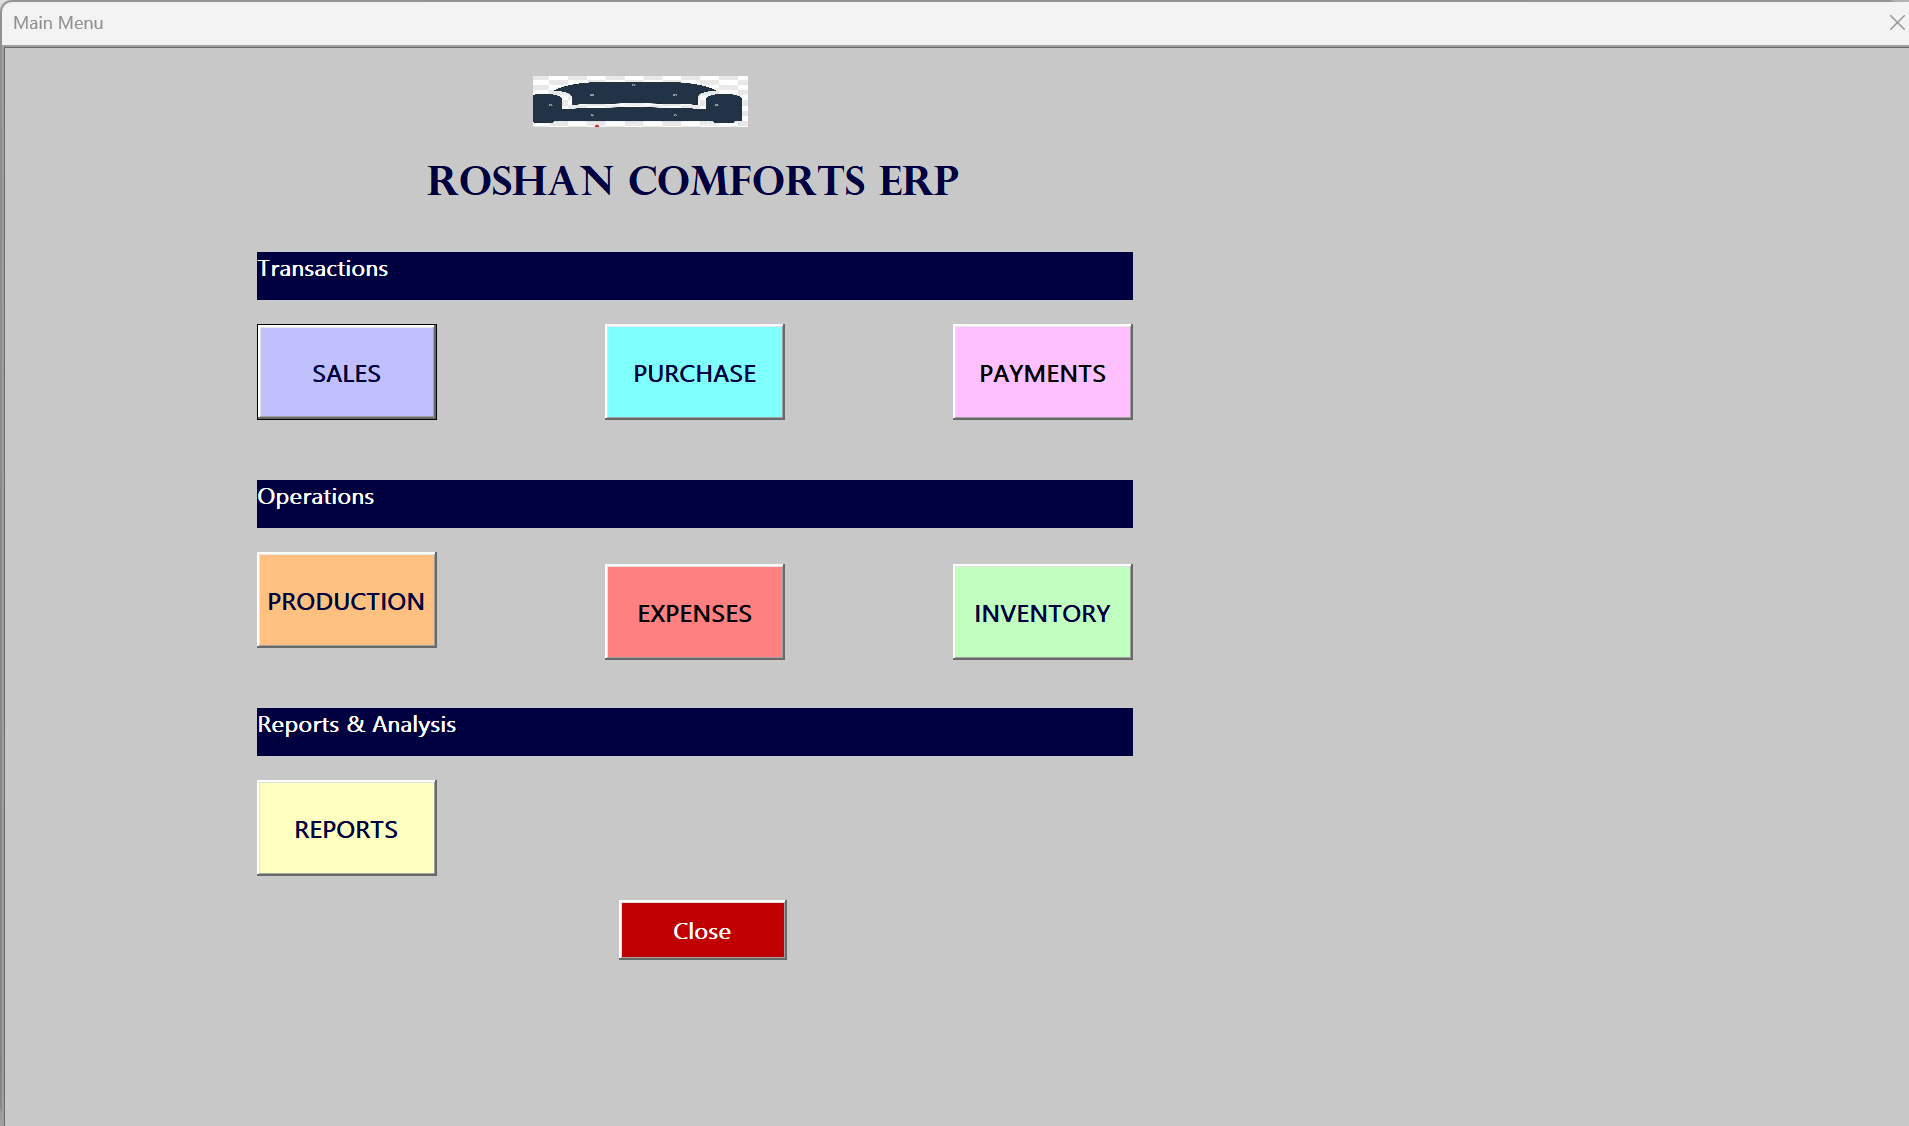 Main Menu
ROSHAN COMFORTS ERP
Transactions
SALES
PURCHASE
PAYMENTS
Operations
PRODUCTION
EXPENSES
INVENTORY
Reports & Analysis
REPORTS
Close